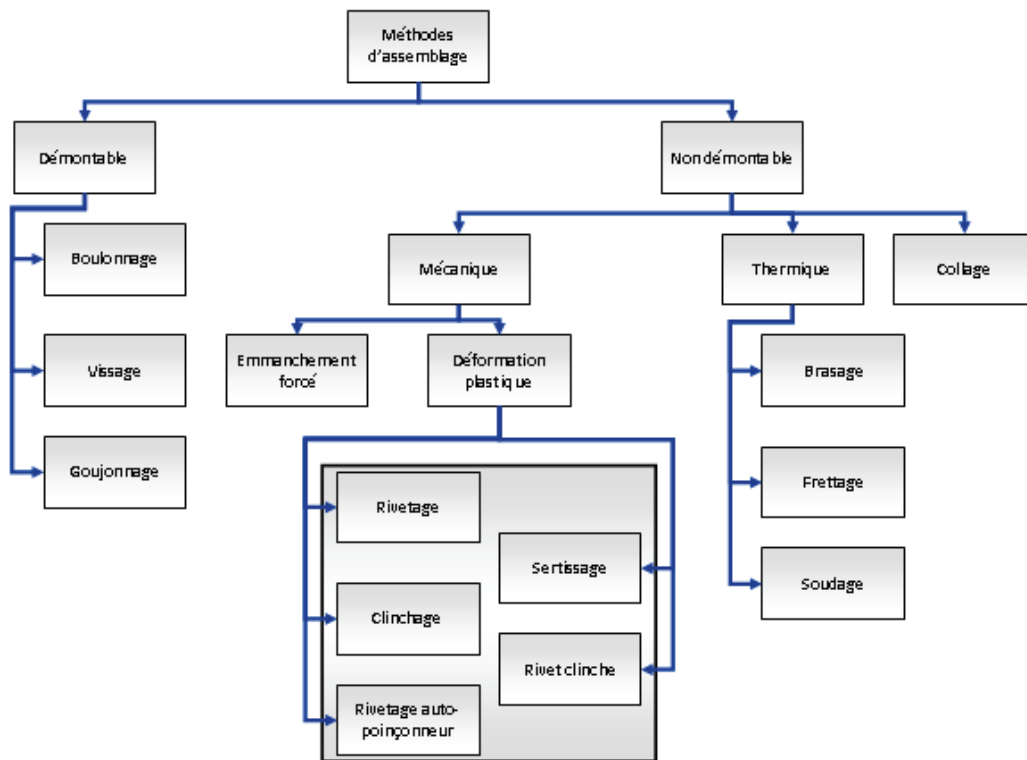 Méthodes
d'assemblage
Démontable
Non démontable
Boulonnage
Mécanique
Thermique
Collage
Vissage
Emmanchement
forcé
Déformation
plastique
Brasage
Goujonnage
Rivetage
Frettage
Sertissage
Soudage
Clinchage
Rivet clinche
Rivetage auto-
poinçonneur